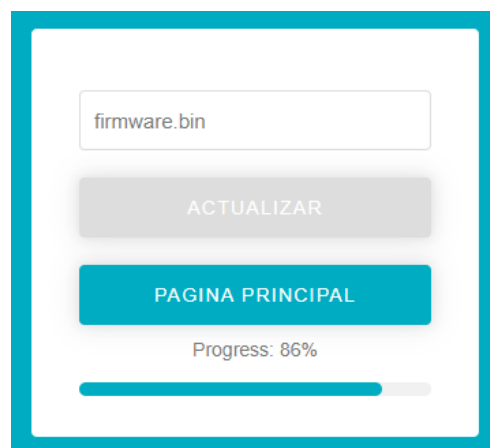 firmware.bin
ACTUALIZAR
PAGINA PRINCIPAL
Progress: 86%